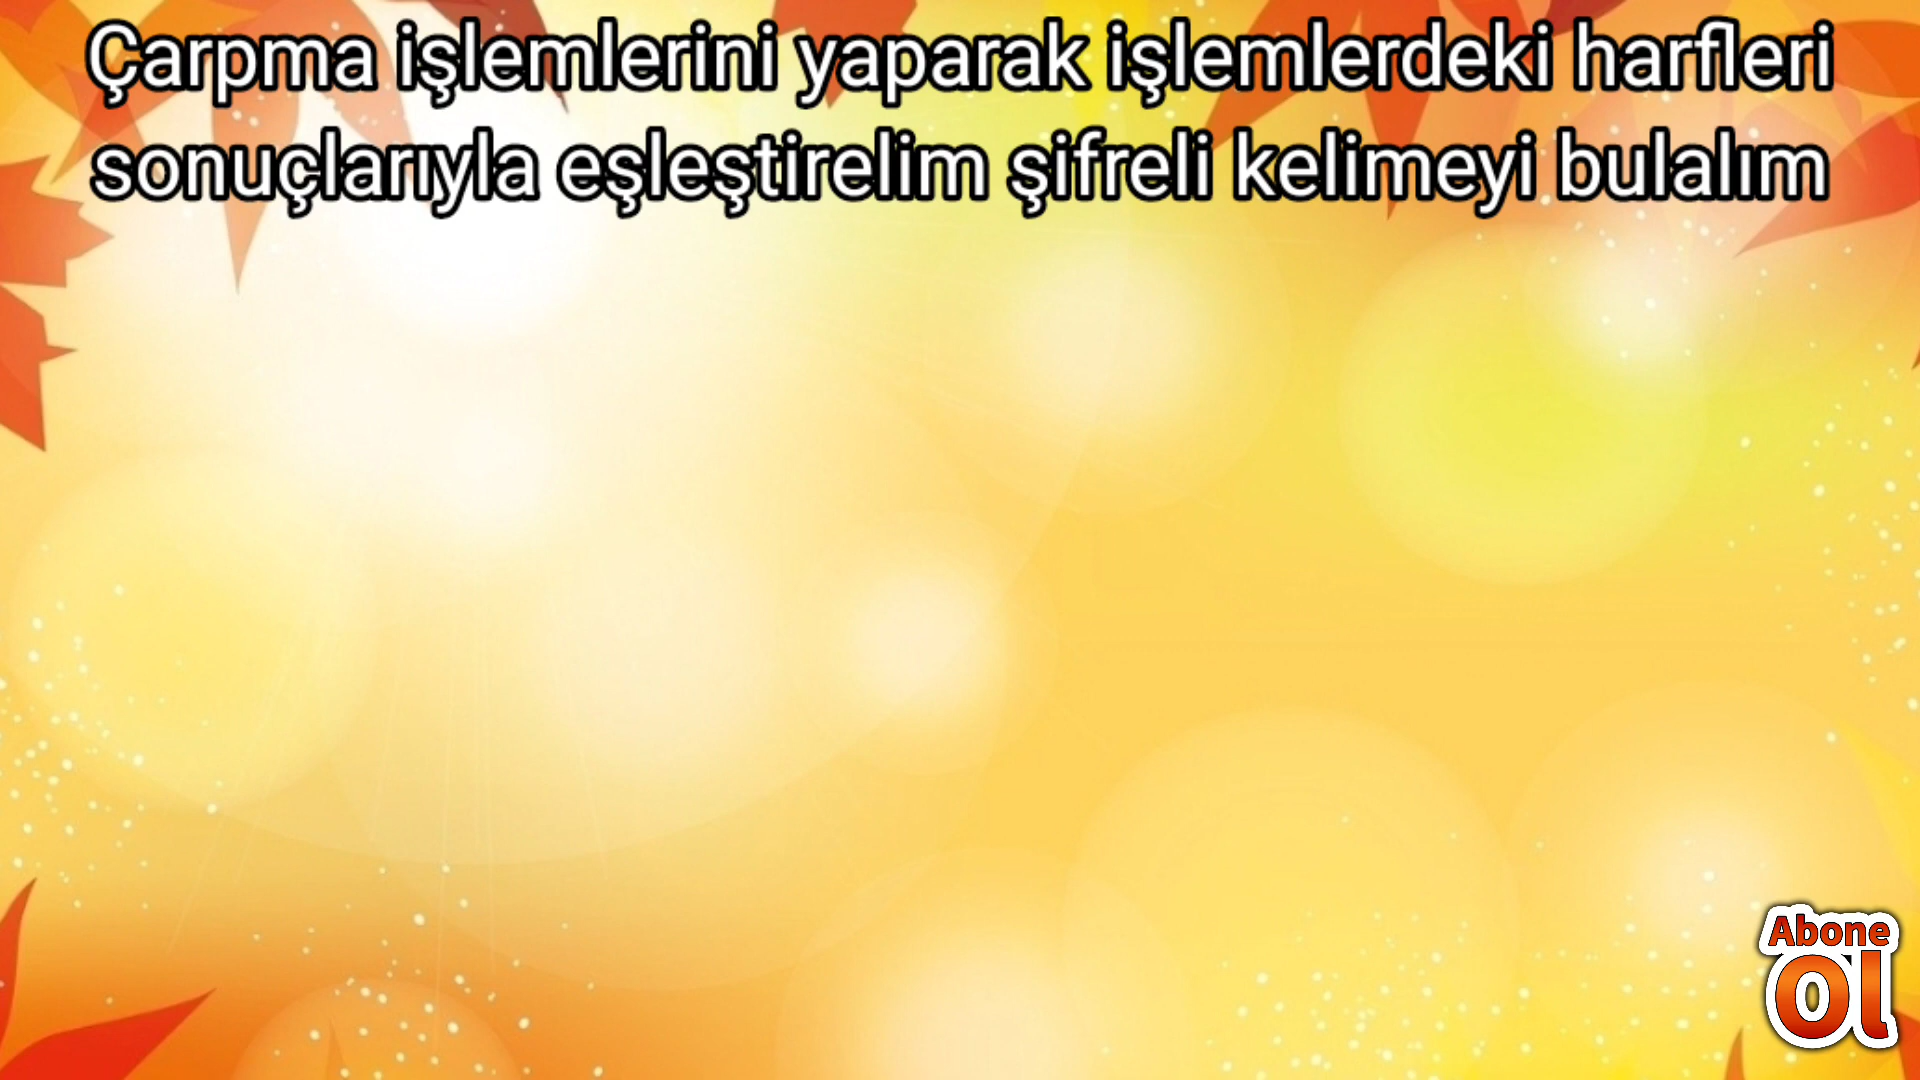 Çarpma işlemlerini yaparak işlemlerdeki harfleri
sonuçlarıyla eşleştirelim şifreli kelimeyi bulalım
Abone
Ol